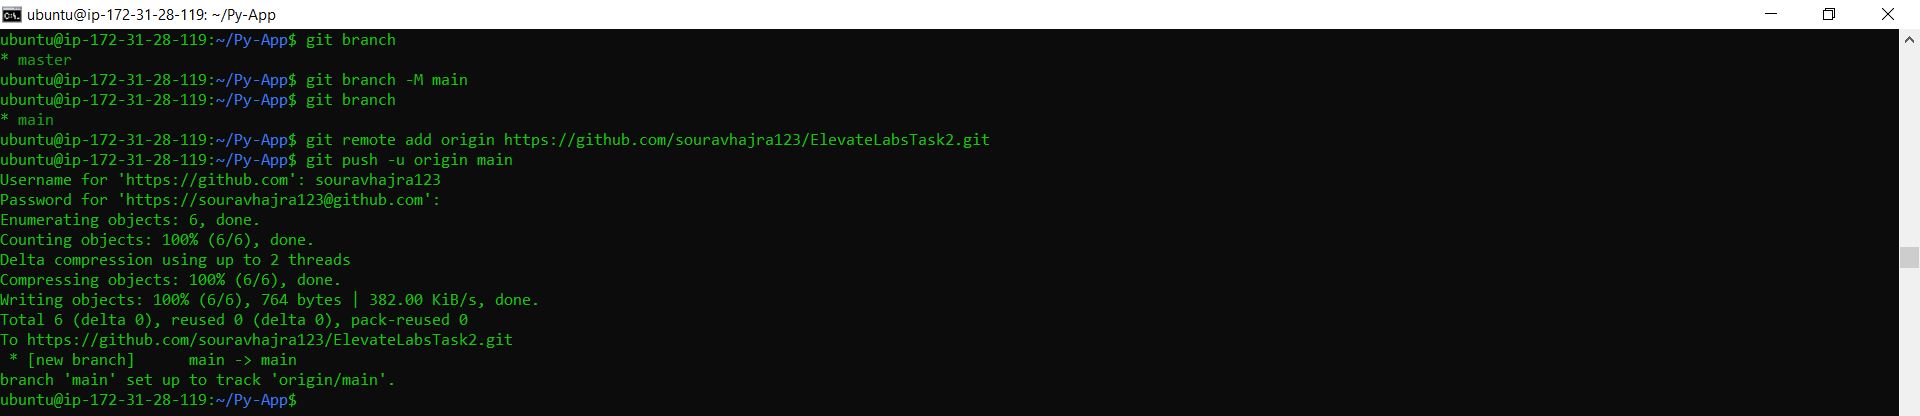 ubuntu@ip-172-31-28-119: ~/Py-App
ubuntu@ip-172-31-28-119:~/Py-App$ git branch
* master
ubuntu@ip-172-31-28-119:~/Py-App$ git branch -M main
ubuntu@ip-172-31-28-119:~/Py-App$ git branch
* main
ubuntu@ip-172-31-28-119:~/Py-App$ git remote add origin https://github.com/souravhajra123/ElevateLabsTask2.git
ubuntu@ip-172-31-28-119:~/Py-App$ git push -u origin main
Username for 'https://github.com': souravhajra123
Password for 'https://souravhajra123@github.com':
Enumerating objects: 6, done.
Counting objects: 100% (6/6), done.
Delta compression using up to 2 threads
Compressing objects: 100% (6/6), done.
Writing objects: 100% (6/6), 764 bytes | 382.00 KiB/s, done.
Total 6 (delta 0), reused 0 (delta 0), pack-reused 0
To https://github.com/souravhajra123/ElevateLabsTask2.git
 * [new branch]      main -> main
branch 'main' set up to track 'origin/main'.
ubuntu@ip-172-31-28-119:~/Py-App$